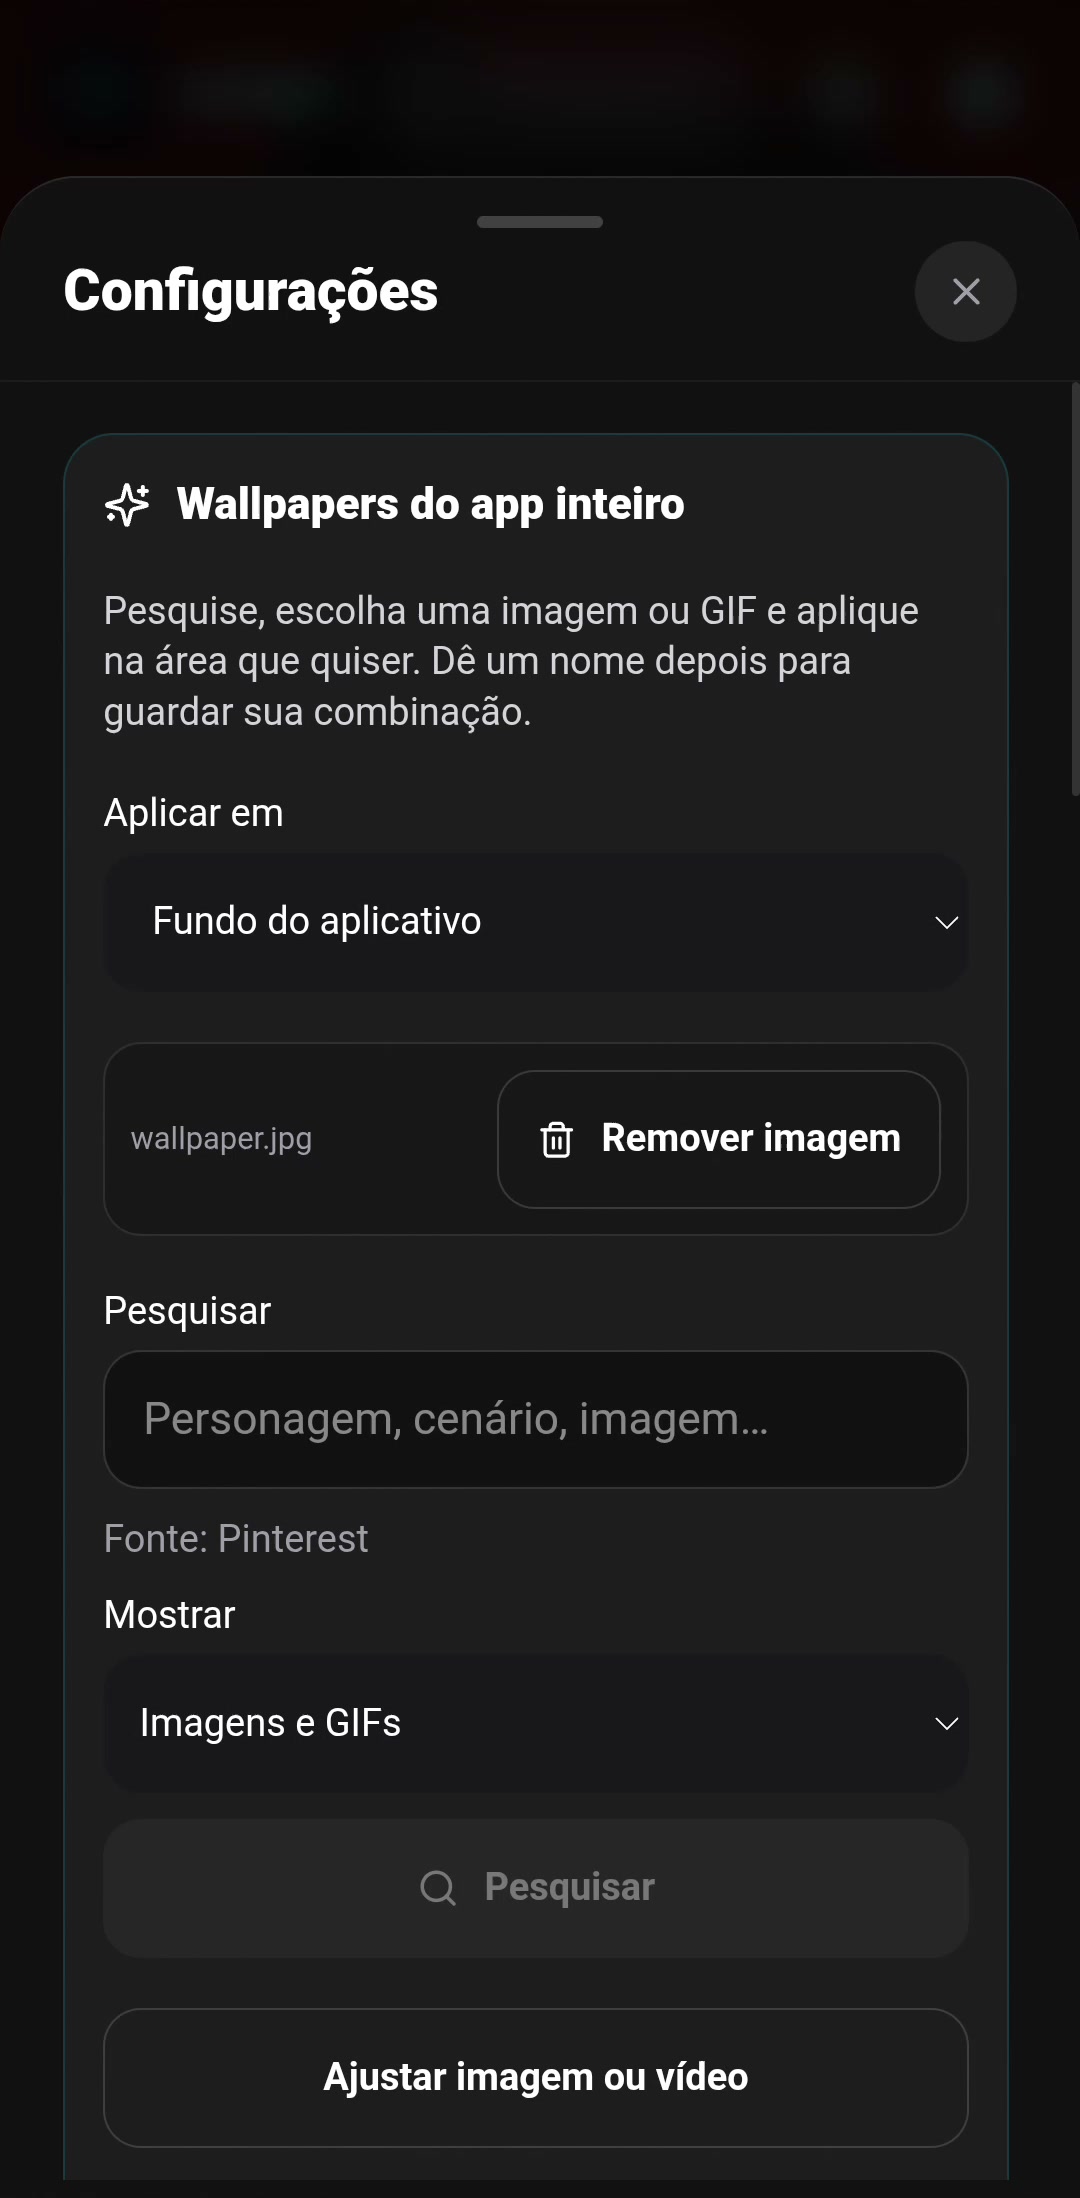 Configurações
Wallpapers do app inteiro
Pesquise, escolha uma imagem ou GIF e aplique
na área que quiser. Dê um nome depois para
guardar sua combinação.
Aplicar em
Fundo do aplicativo
wallpaper.jpg
Remover imagem
Pesquisar
Personagem, cenário, imagem...
Fonte: Pinterest
Mostrar
Imagens e GIFs
Pesquisar
Ajustar imagem ou vídeo